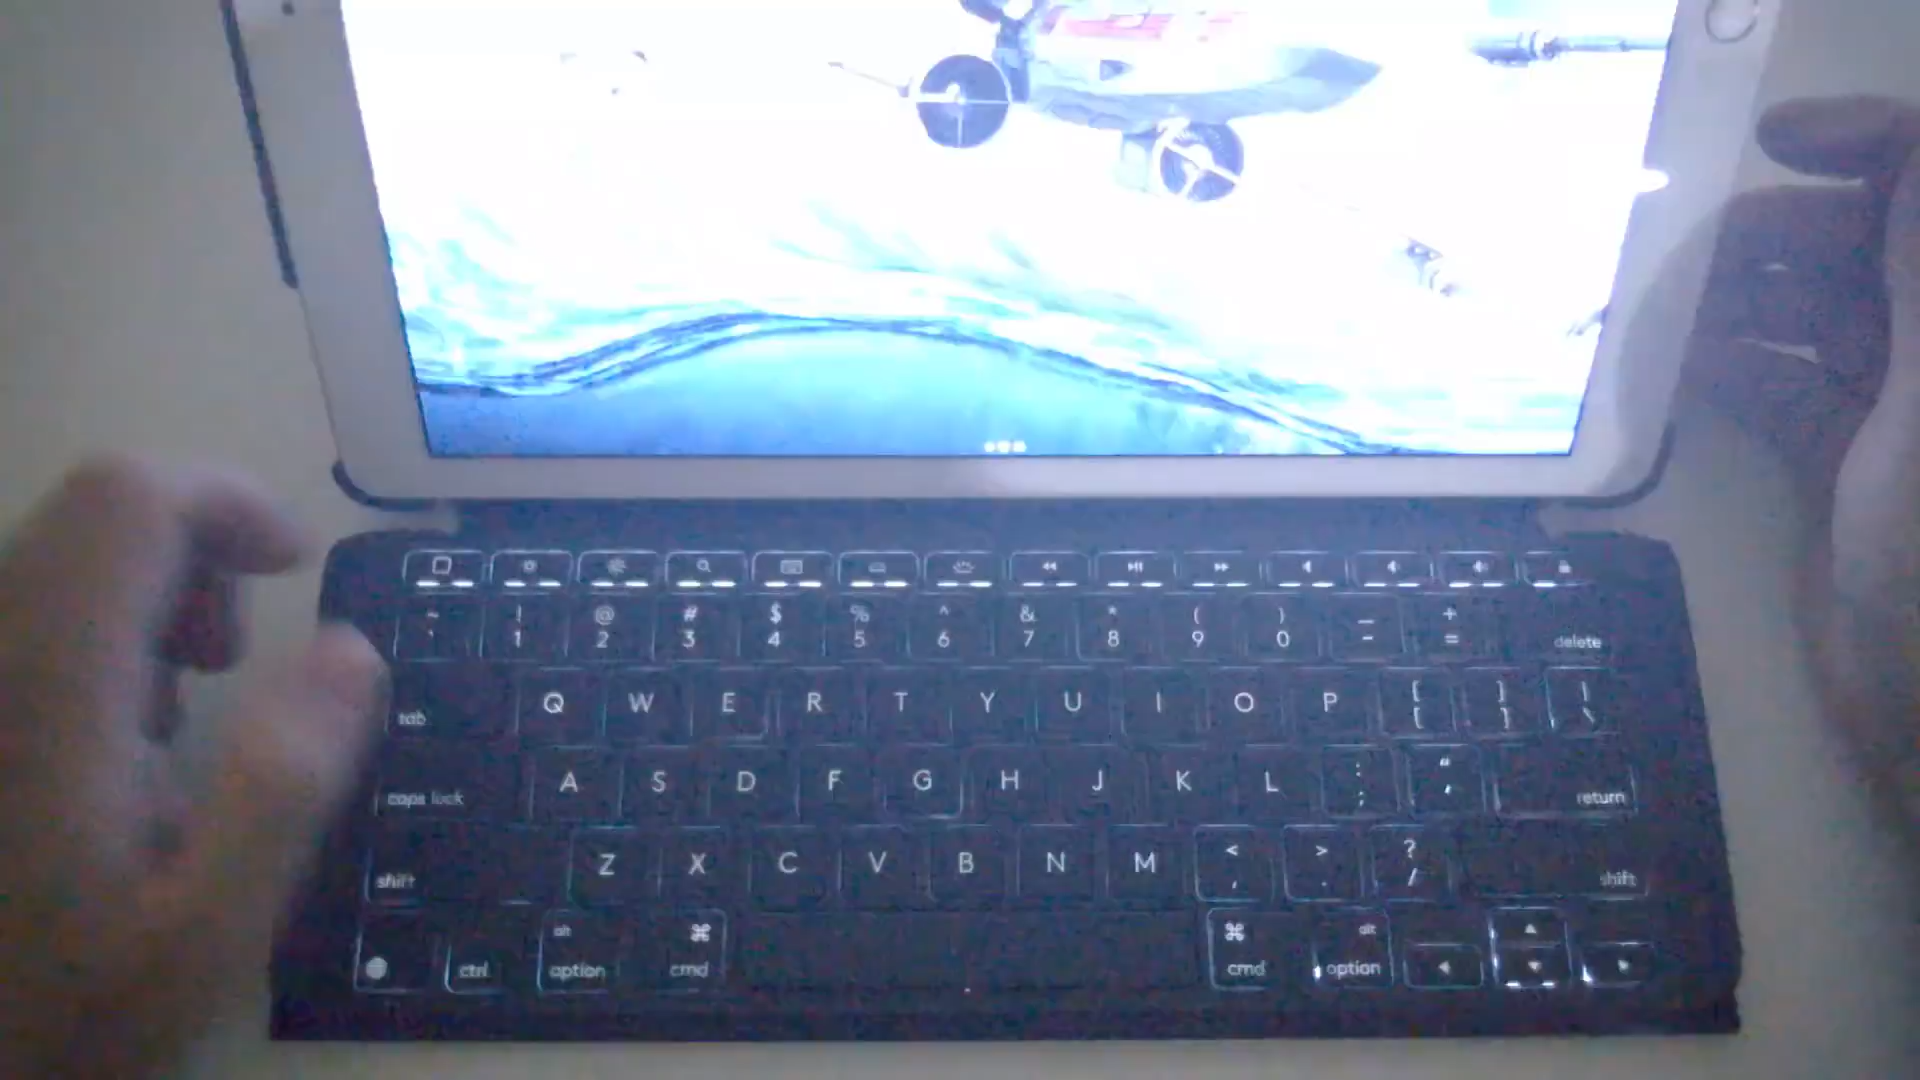 ~ ! @ # $ % ^ & * ( ) _ +
` 1 2 3 4 5 6 7 8 9 0 - = delete
tab Q W E R T Y U I O P [ ] |
[ ] \
caps lock A S D F G H J K L : “
; ‘ return
shift Z X C V B N M < > ?
, . / shift
alt ⌘ ⌘ alt
ctrl option cmd cmd option